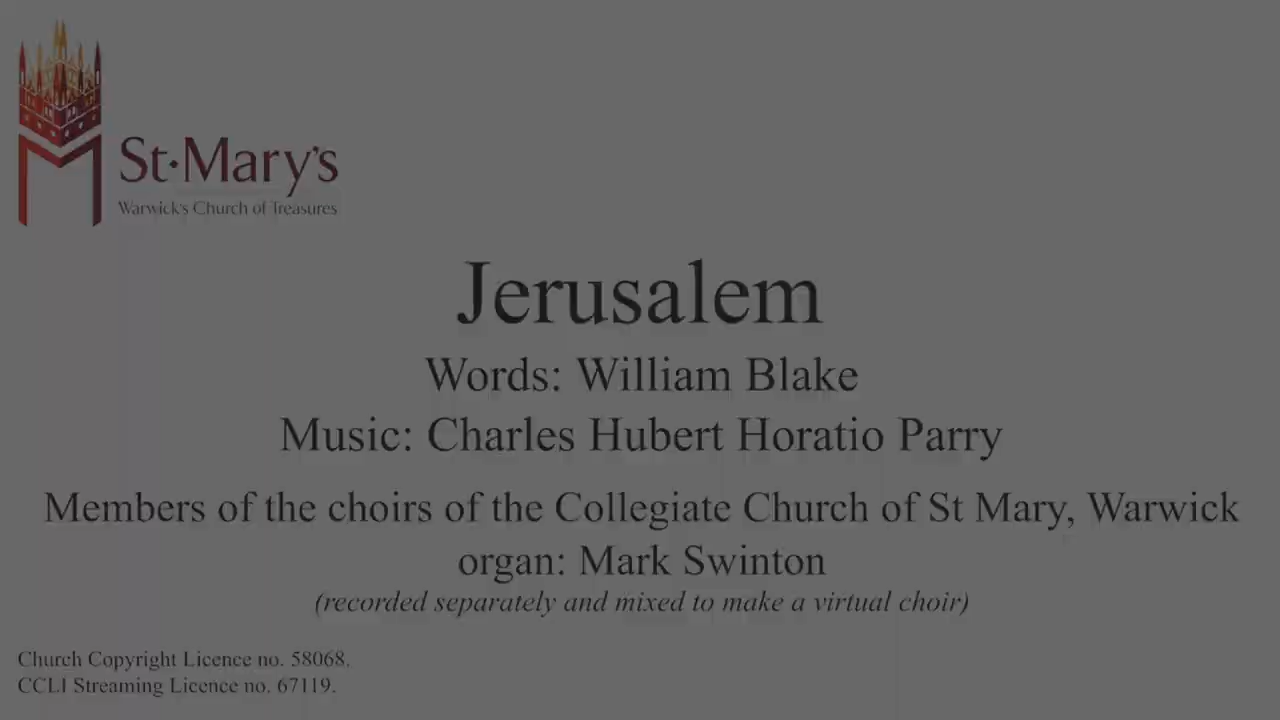 St·Mary's
Warwick's Church of Treasures
Jerusalem
Words: William Blake
Music: Charles Hubert Horatio Parry
Members of the choirs of the Collegiate Church of St Mary, Warwick
organ: Mark Swinton
(recorded separately and mixed to make a virtual choir)
Church Copyright Licence no. 58068.
CCLI Streaming Licence no. 67119.